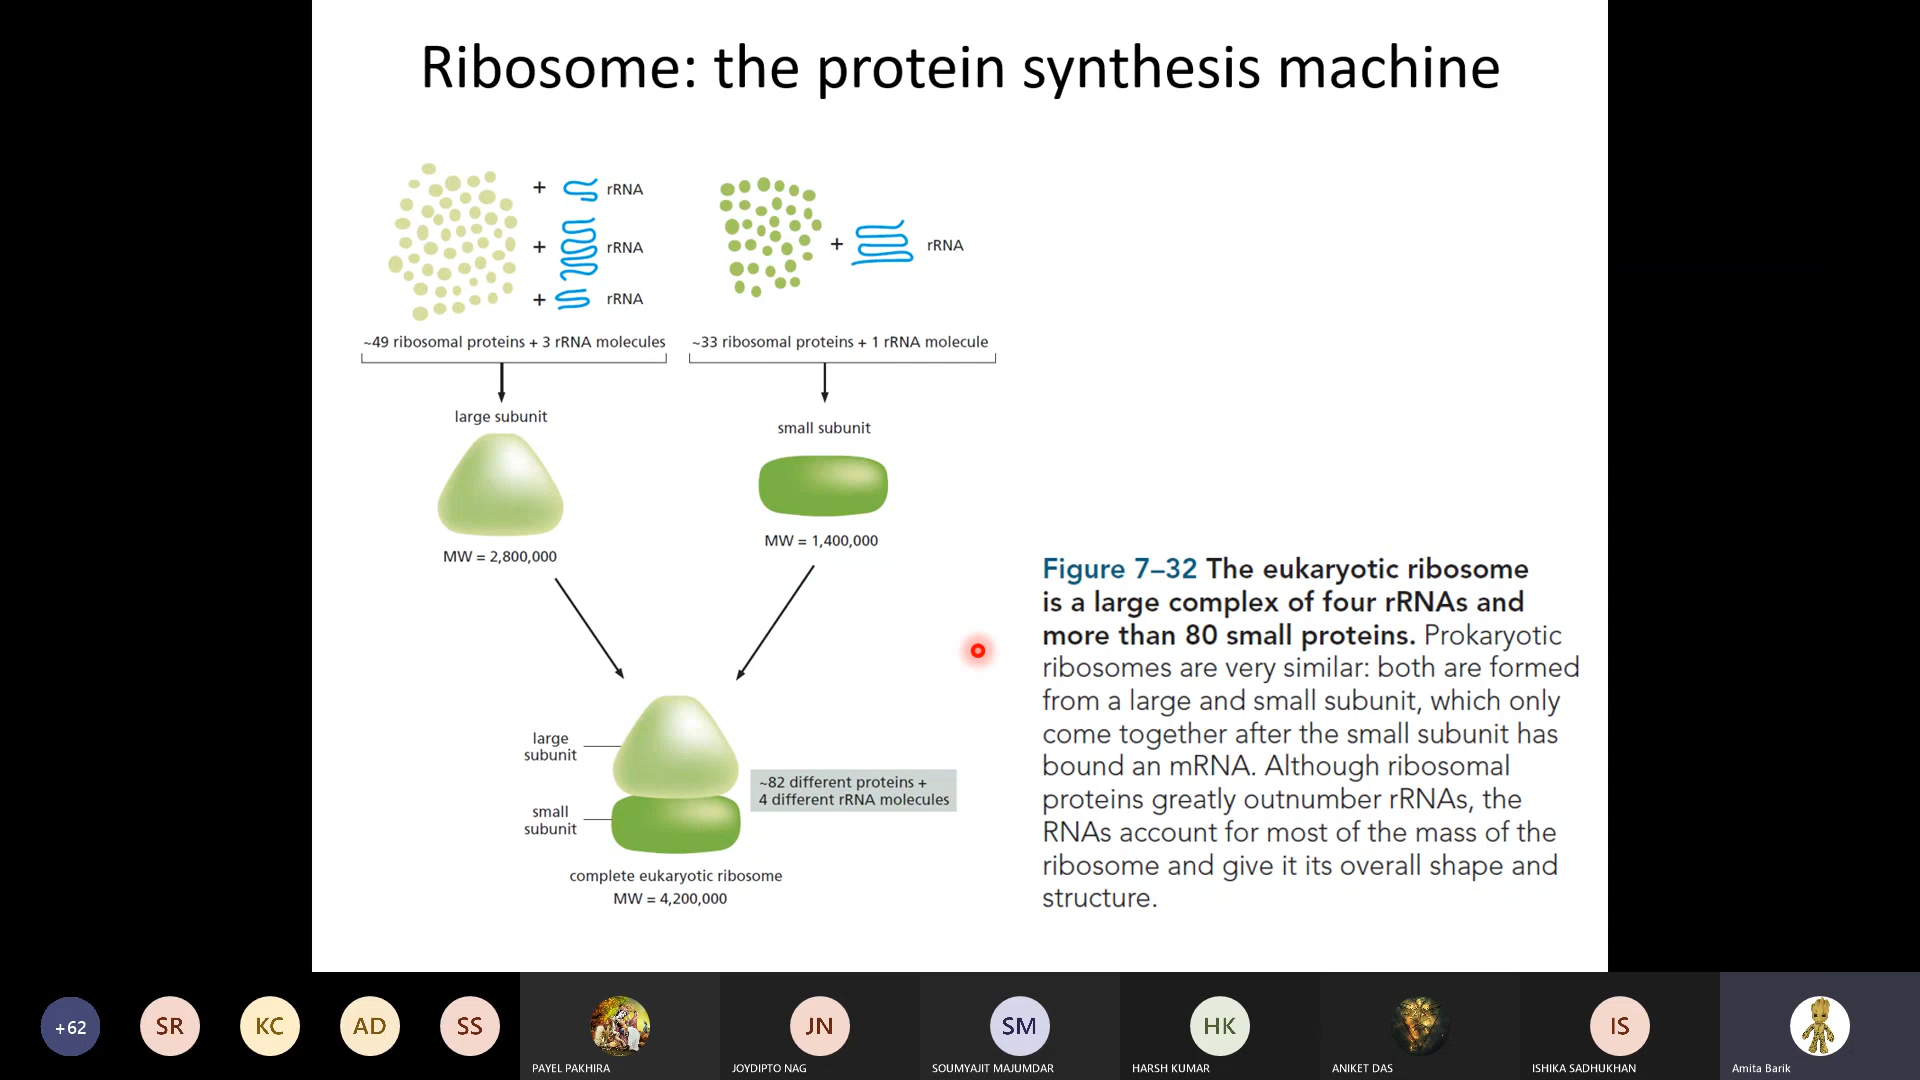 Ribosome: the protein synthesis machine
+ rRNA
+ rRNA
+ rRNA
+ rRNA
~49 ribosomal proteins + 3 rRNA molecules
~33 ribosomal proteins + 1 rRNA molecule
large subunit
small subunit
MW = 2,800,000
MW = 1,400,000
large
subunit
small
subunit
~82 different proteins +
4 different rRNA molecules
complete eukaryotic ribosome
MW = 4,200,000
Figure 7–32 The eukaryotic ribosome
is a large complex of four rRNAs and
more than 80 small proteins. Prokaryotic
ribosomes are very similar: both are formed
from a large and small subunit, which only
come together after the small subunit has
bound an mRNA. Although ribosomal
proteins greatly outnumber rRNAs, the
RNAs account for most of the mass of the
ribosome and give it its overall shape and
structure.
+62
SR
KC
AD
SS
PAYEL PAKHIRA
JN
JOYDIPTO NAG
SM
SOUMYAJIT MAJUMDAR
HK
HARSH KUMAR
ANIKET DAS
IS
ISHIKA SADHUKHAN
Amita Barik